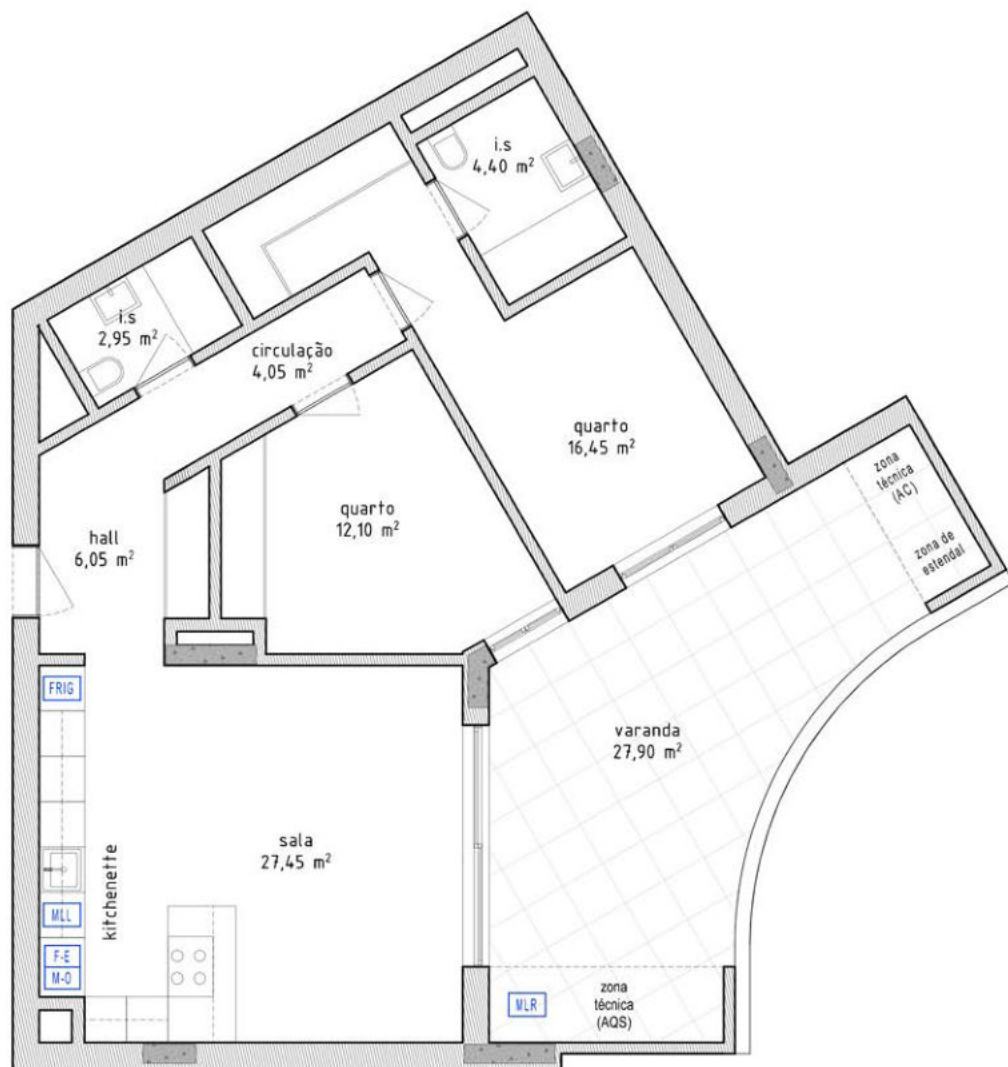 i.s
4,40 m²
i.s
2,95 m²
circulação
4,05 m²
quarto
16,45 m²
quarto
12,10 m²
hall
6,05 m²
zona
técnica
(AC)
zona de
estendal
FRIG
varanda
27,90 m²
sala
27,45 m²
kitchenette
MLL
F-E
M-O
MLR
zona
técnica
(AQS)